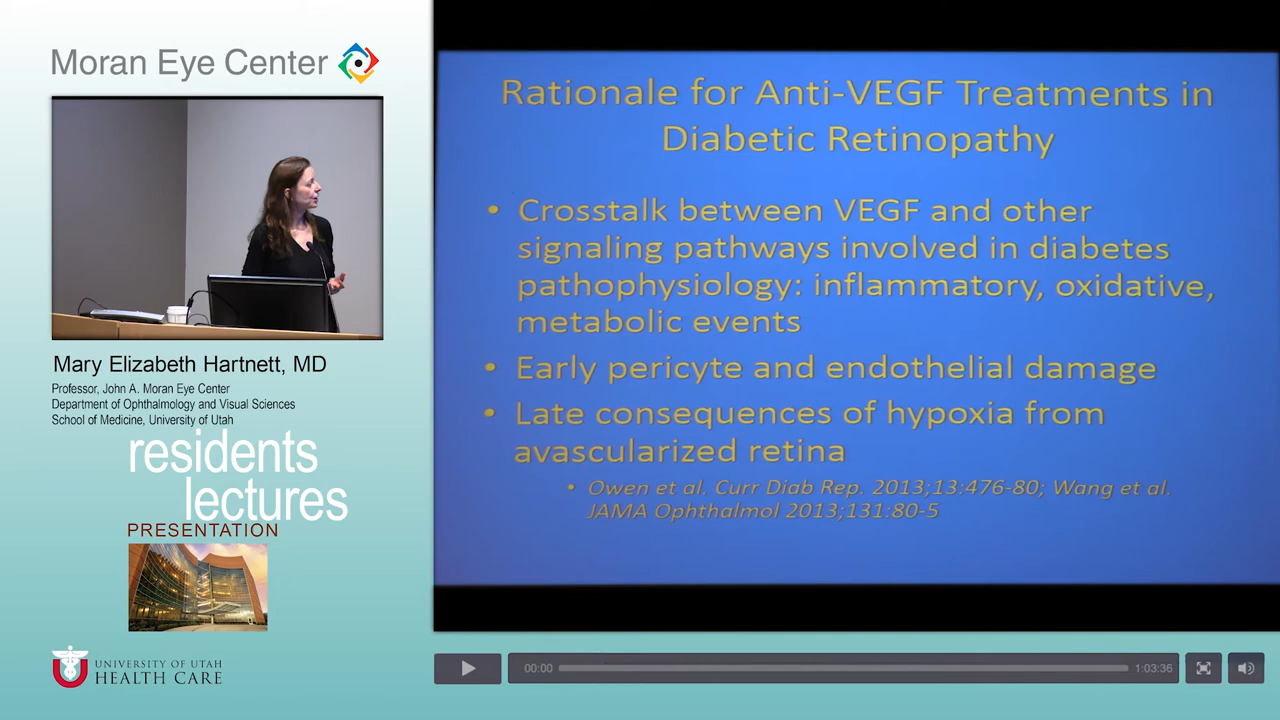 Moran Eye Center
Mary Elizabeth Hartnett, MD
Professor, John A. Moran Eye Center
Department of Ophthalmology and Visual Sciences
School of Medicine, University of Utah
residents
lectures
PRESENTATION
UNIVERSITY OF UTAH
HEALTH CARE
Rationale for Anti-VEGF Treatments in
Diabetic Retinopathy
• Crosstalk between VEGF and other
signaling pathways involved in diabetes
pathophysiology: inflammatory, oxidative,
metabolic events
• Early pericyte and endothelial damage
• Late consequences of hypoxia from
avascularized retina
• Owen et al. Curr Diab Rep. 2013;13:476-80; Wang et al.
JAMA Ophthalmol 2013;131:80-5
00:00
1:03:36